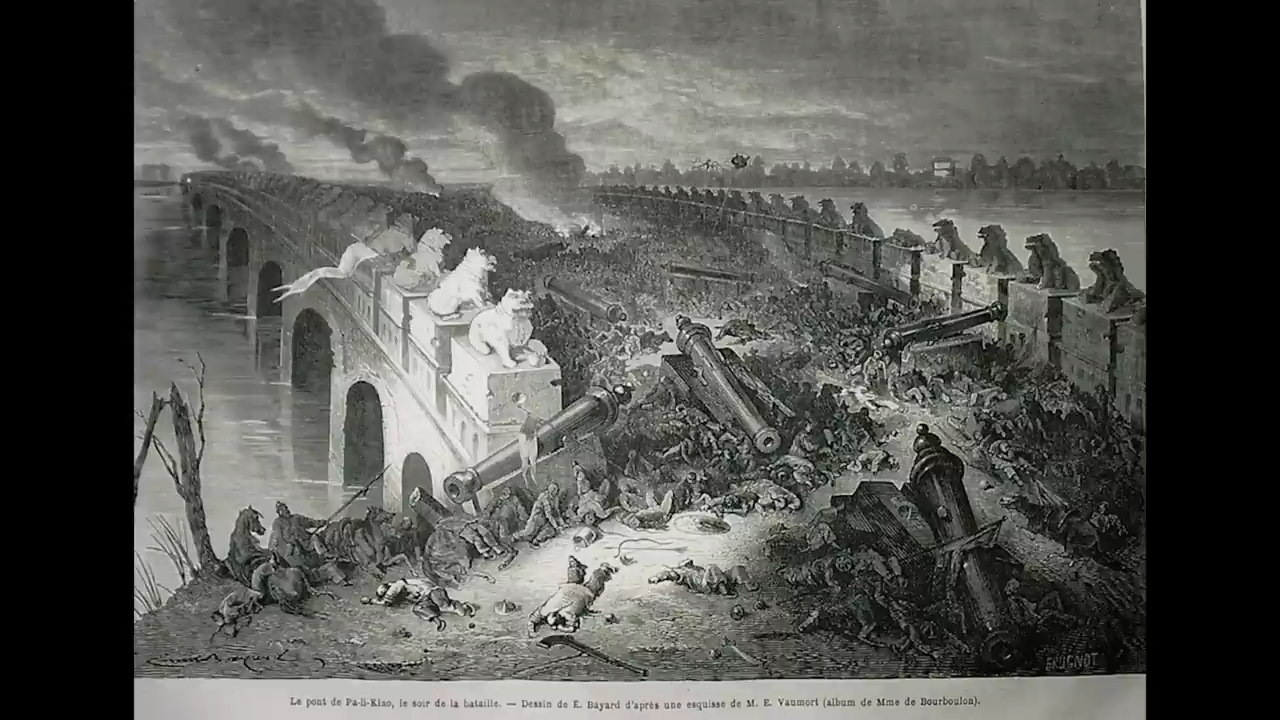 BRUGNOT
Le pont de Pa-li-Kiao, le soir de la bataille. — Dessin de É. Bayard d'après une esquisse de M. E. Vaumort (album de Mme de Bourboulon).